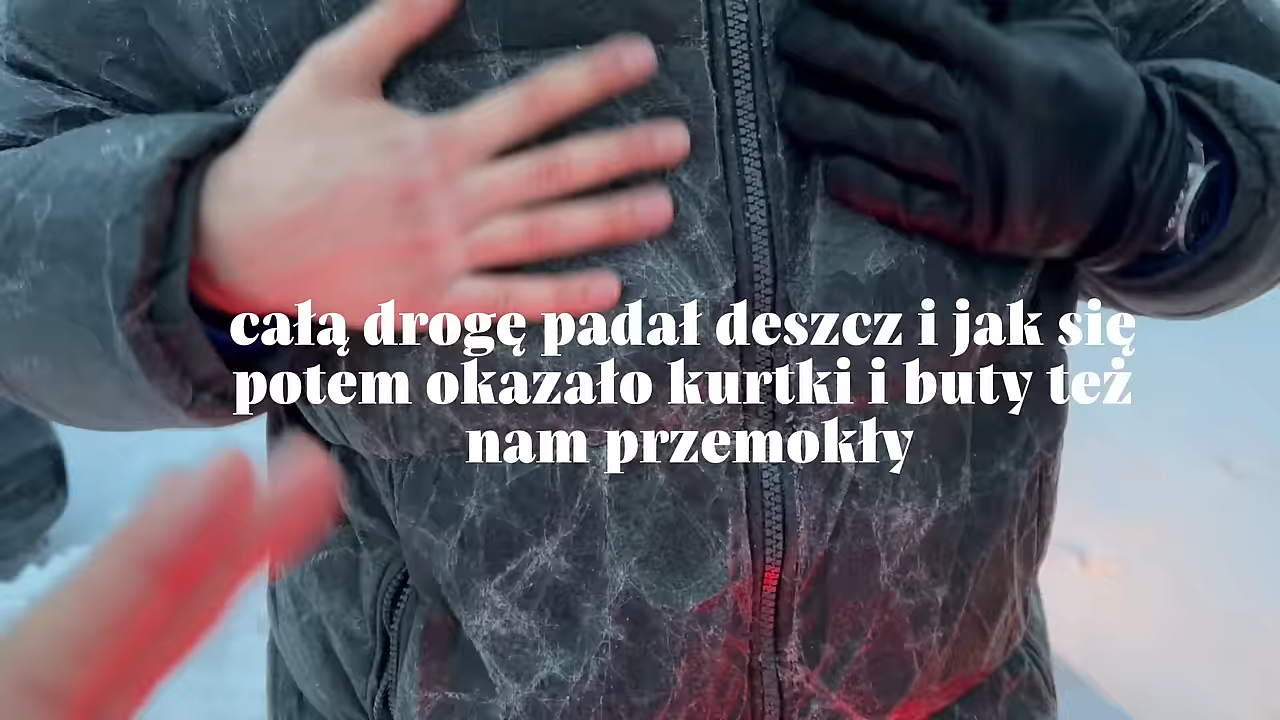 całą drogę padał deszcz i jak się
potem okazało kurtki i buty też
nam przemokły